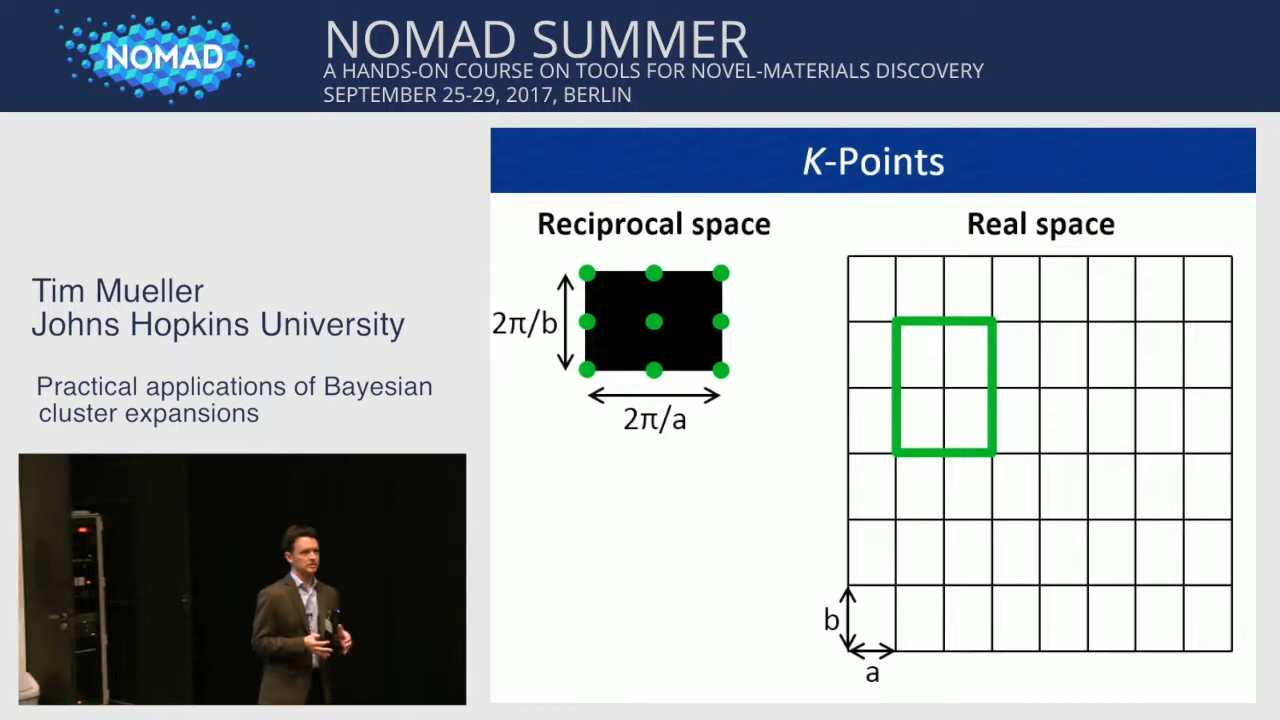 NOMAD
NOMAD SUMMER
A HANDS-ON COURSE ON TOOLS FOR NOVEL-MATERIALS DISCOVERY
SEPTEMBER 25-29, 2017, BERLIN
Tim Mueller
Johns Hopkins University
Practical applications of Bayesian
cluster expansions
K-Points
Reciprocal space
Real space
2π/b
2π/a
b
a